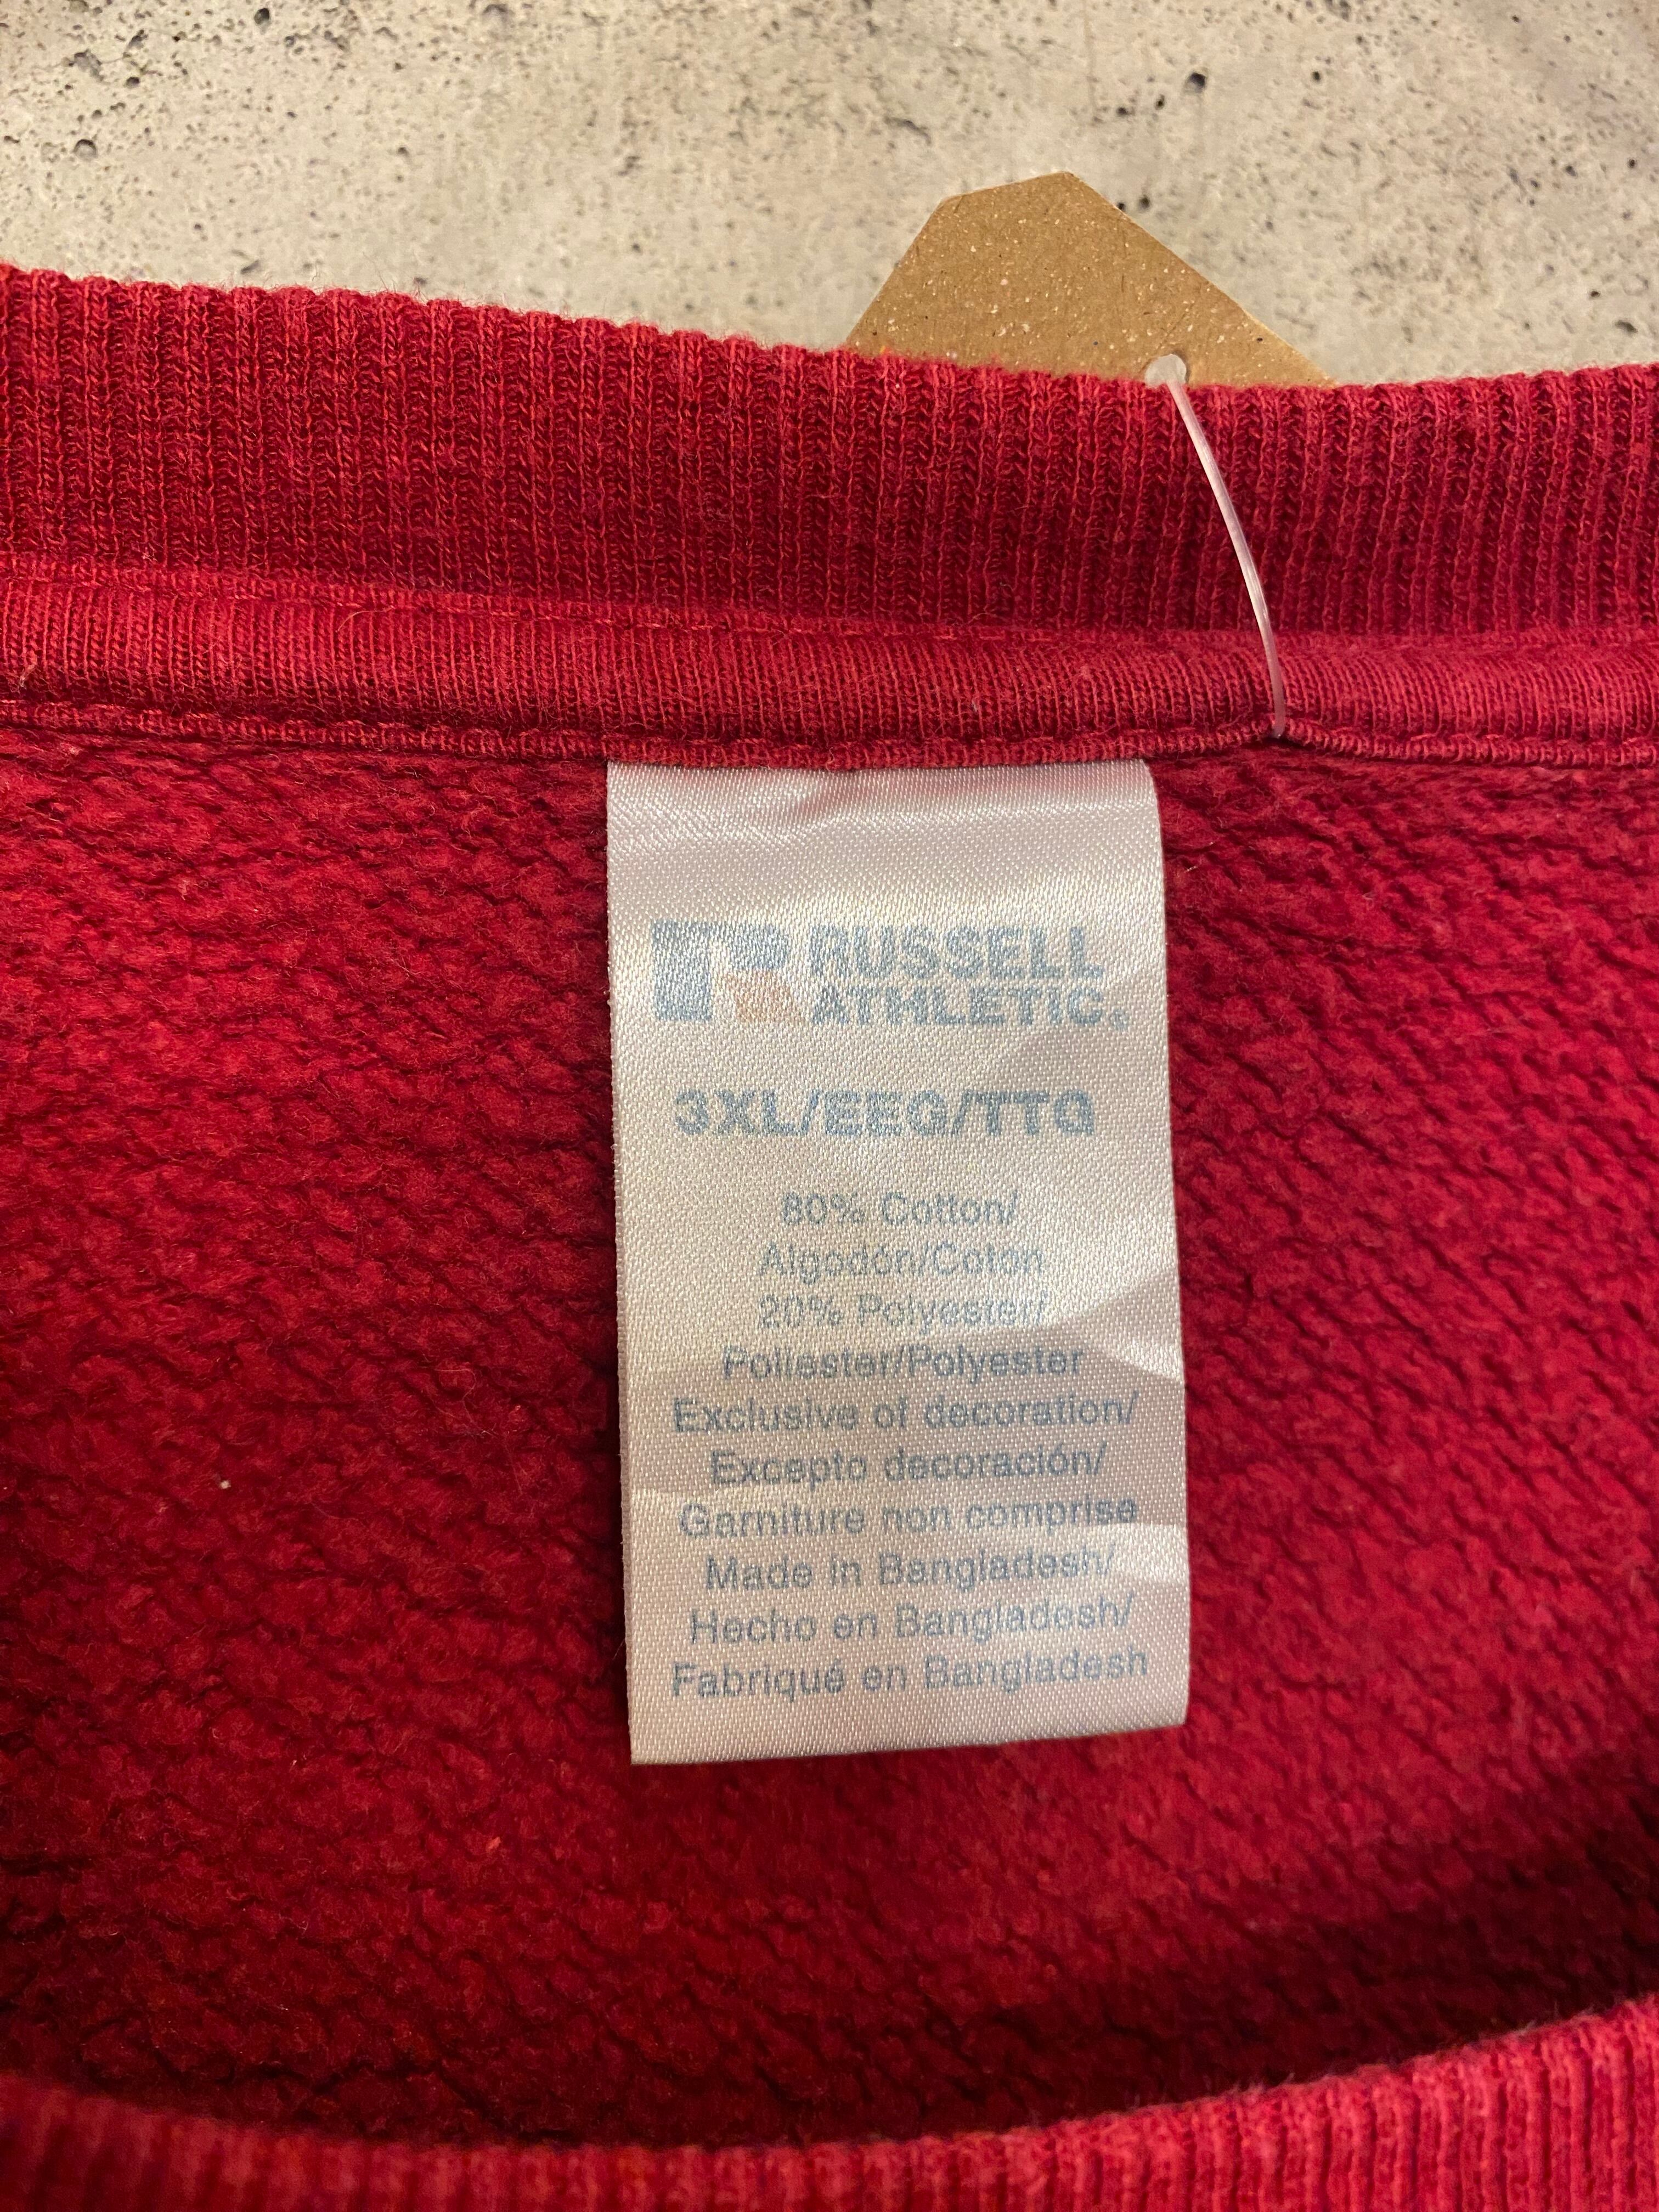 RUSSELL
ATHLETIC
3XL/EEG/TTG
80% Cotton/
Algodón/Coton
20% Polyester/
Poliester/Polyester
Exclusive of decoration/
Excepto decoración/
Garniture non comprise
Made in Bangladesh/
Hecho en Bangladesh/
Fabriqué en Bangladesh